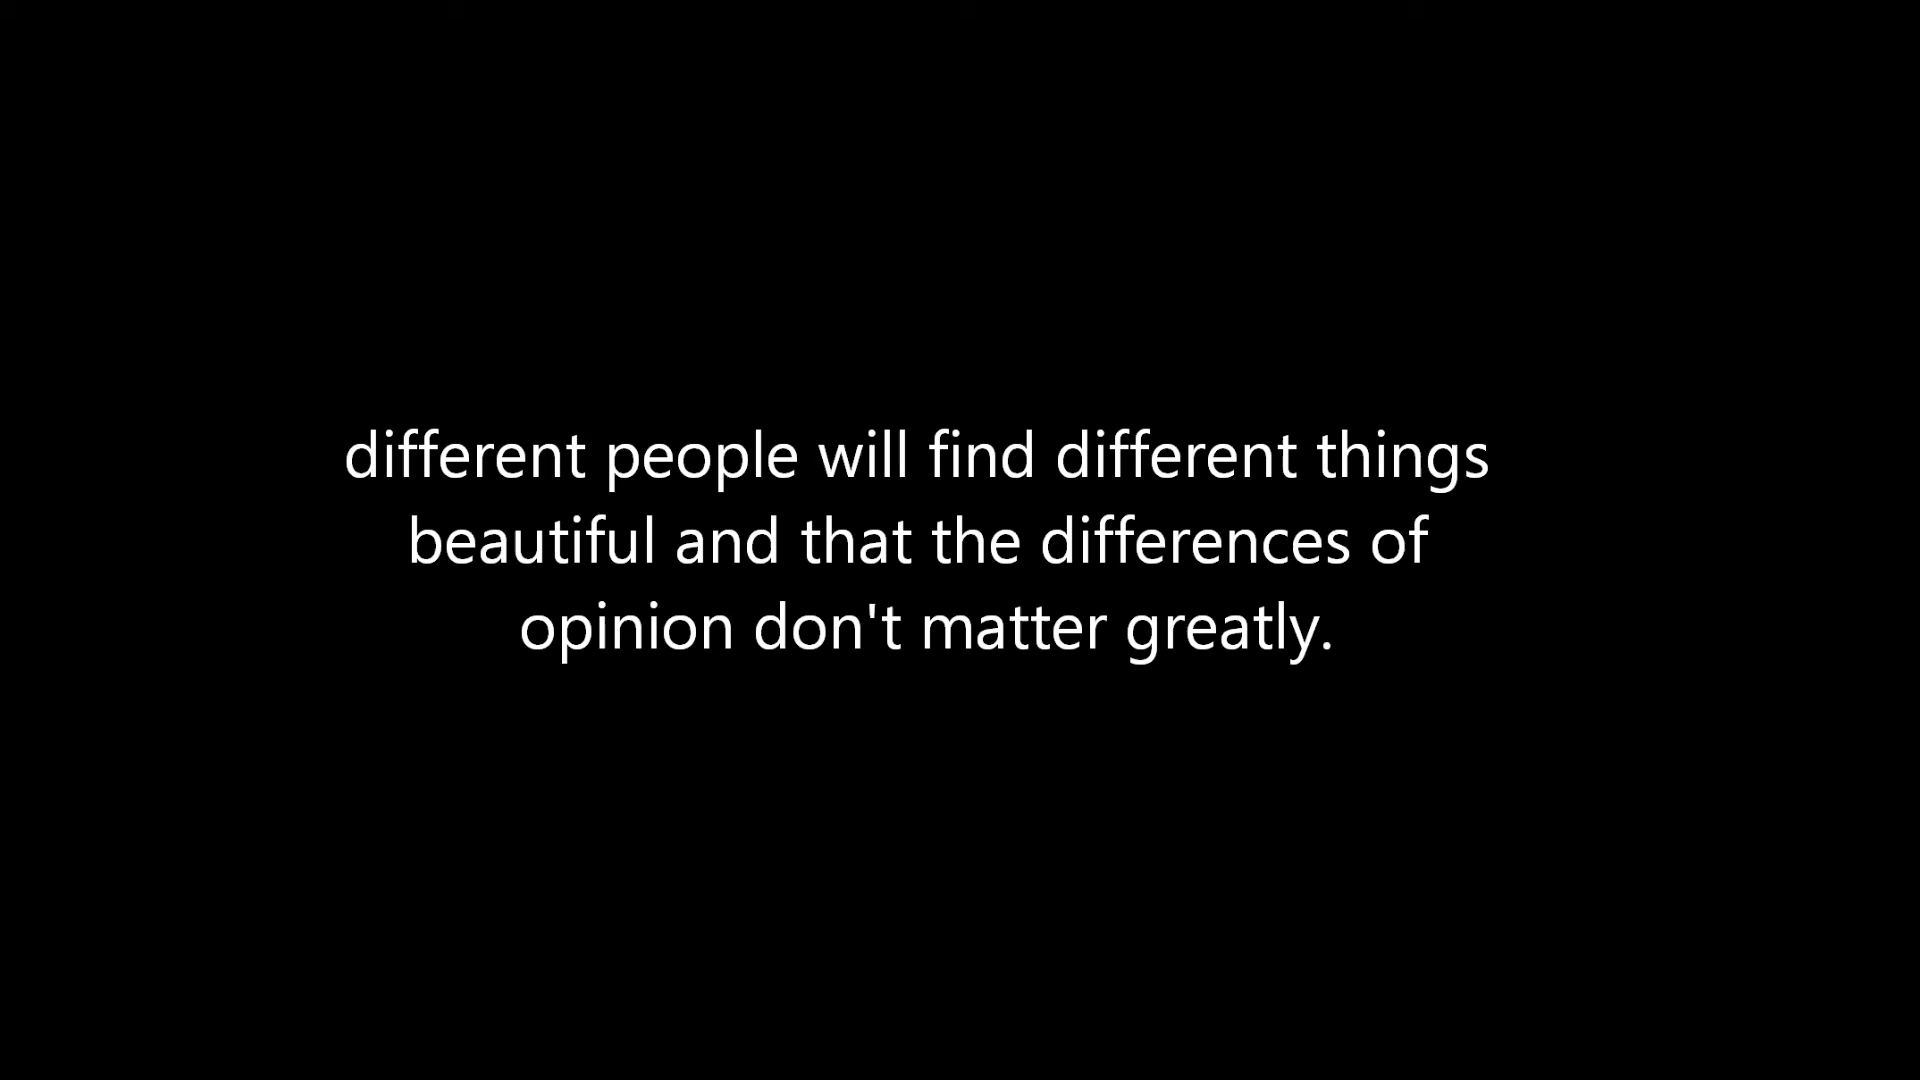 different people will find different things
beautiful and that the differences of
opinion don't matter greatly.